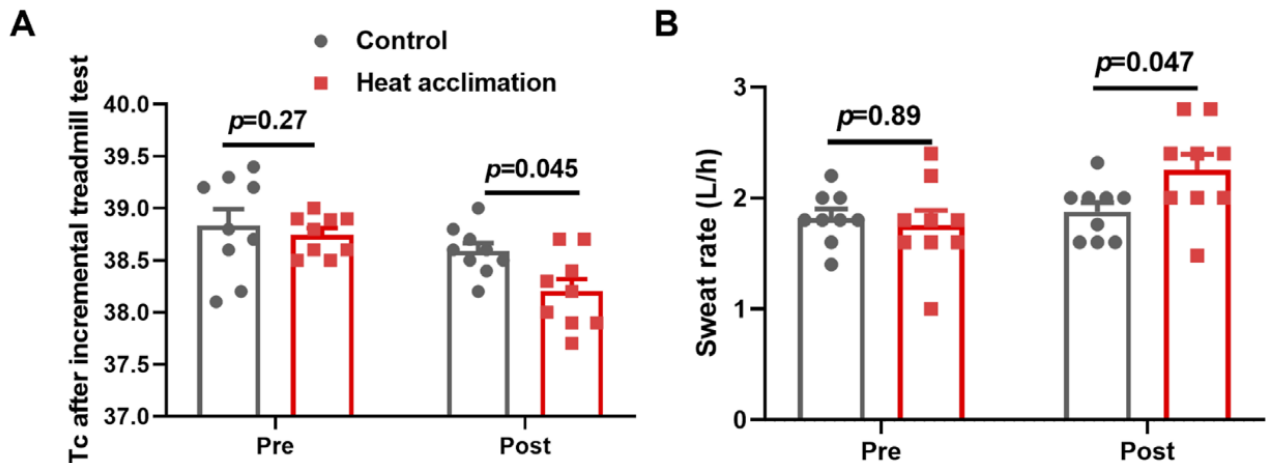 A
Control
Heat acclimation
Tc after incremental treadmill test
40.0
39.5
39.0
38.5
38.0
37.5
37.0
p=0.27
p=0.045
Pre
Post
B
Sweat rate (L/h)
3
2
1
0
p=0.89
p=0.047
Pre
Post